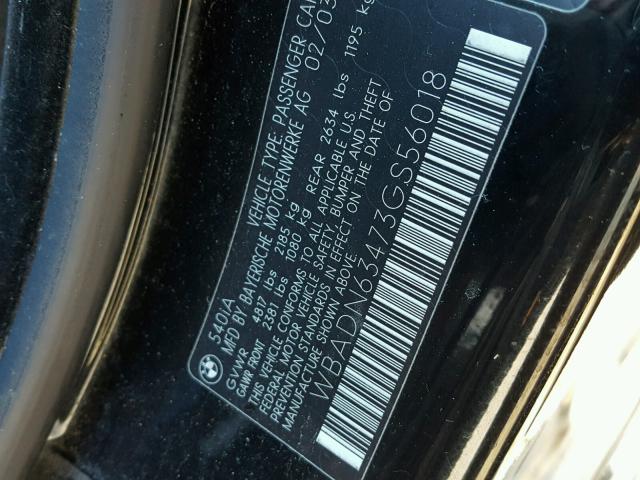 540iA VEHICLE TYPE: PASSENGER CAR
MFD BY BAYERISCHE MOTORENWERKE AG 02/03
GVWR 4817 lbs 2185 kg
GAWR FRONT 2381 lbs 1080 kg REAR 2634 lbs 1195 kg
THIS VEHICLE CONFORMS TO ALL APPLICABLE U.S.
FEDERAL MOTOR VEHICLE SAFETY, BUMPER AND THEFT
PREVENTION STANDARDS IN EFFECT ON THE DATE OF
MANUFACTURE SHOWN ABOVE.
WBADN63473GS56018